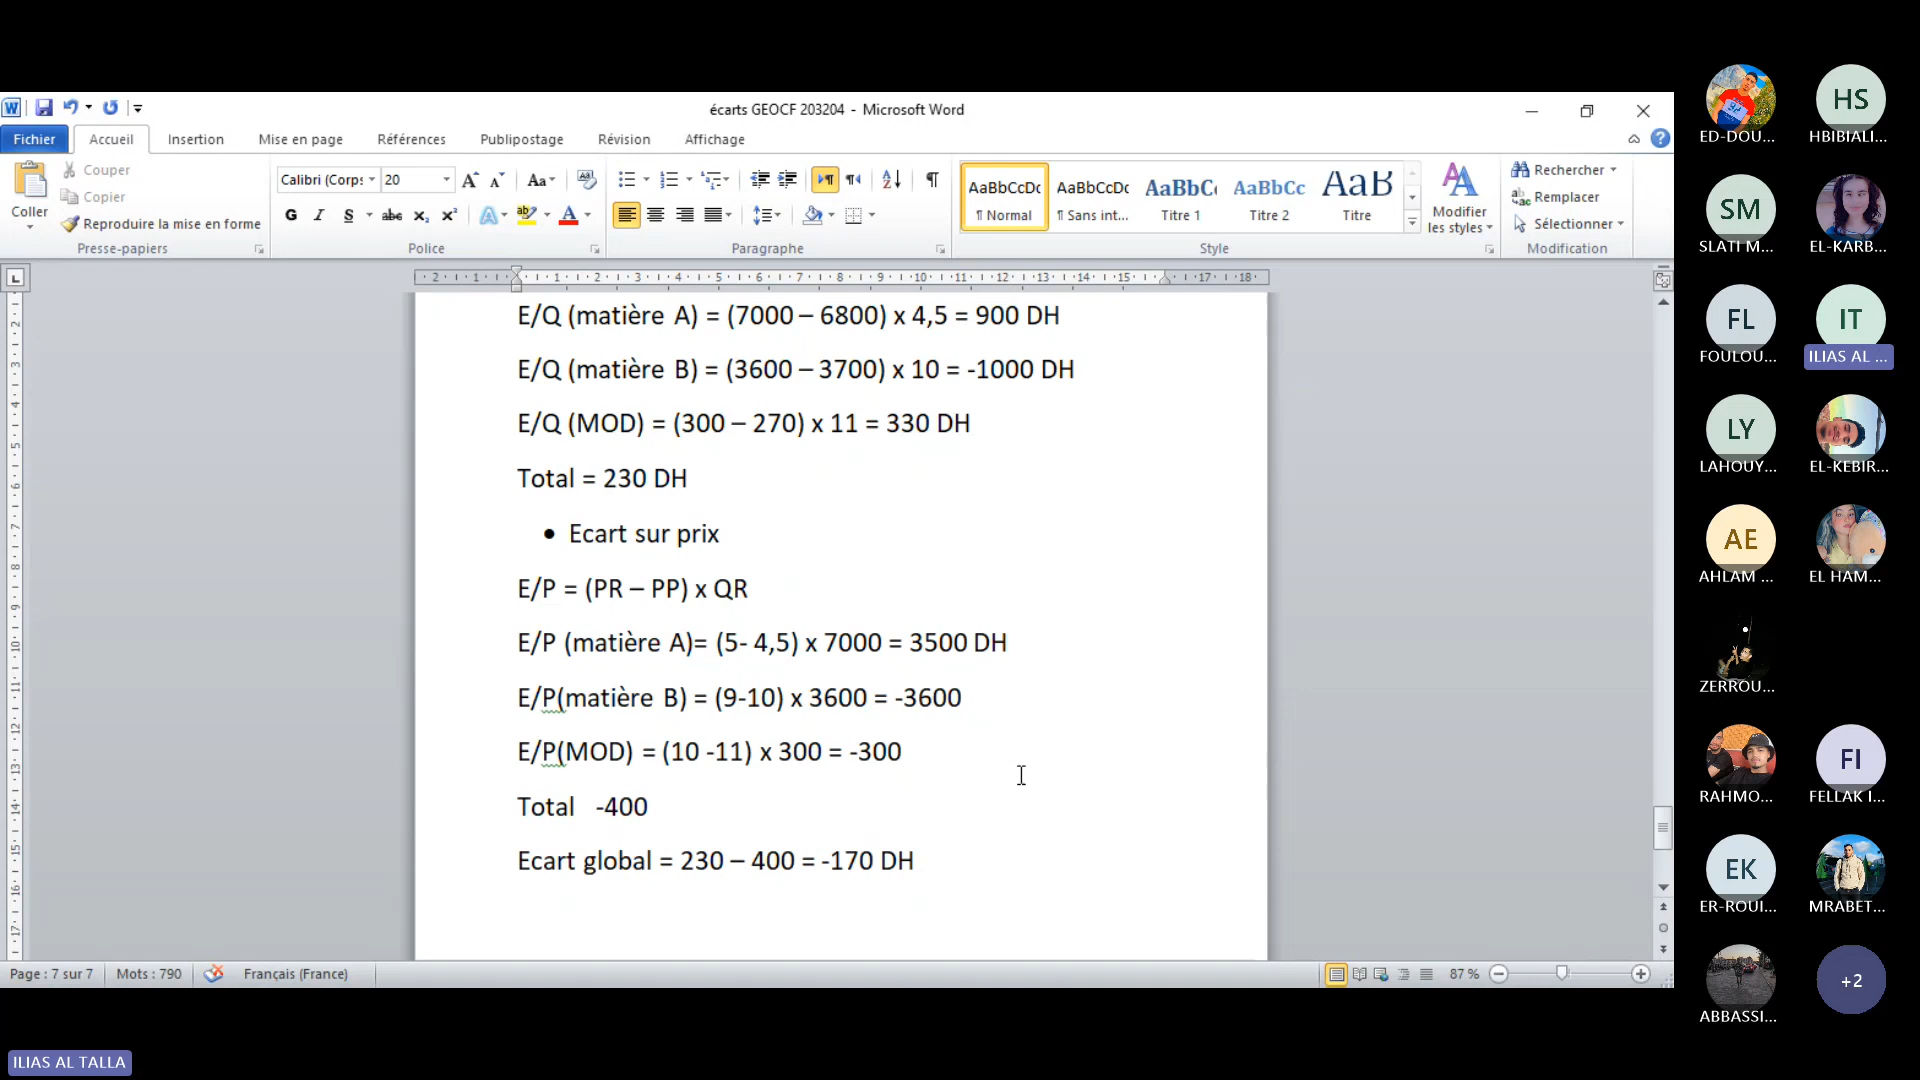 écarts GEOCF 203204 - Microsoft Word
Fichier Accueil Insertion Mise en page Références Publipostage Révision Affichage
Coller
Couper
Copier
Reproduire la mise en forme
Presse-papiers
Calibri (Corps 20
G I S abc x₂ x²
Police
Paragraphe
AaBbCcDc AaBbCcDc AaBbC AaBbCc AaB
¶ Normal ¶ Sans int... Titre 1 Titre 2 Titre
Modifier les styles
Style
Rechercher
Remplacer
Sélectionner
Modification
E/Q (matière A) = (7000 – 6800) x 4,5 = 900 DH
E/Q (matière B) = (3600 – 3700) x 10 = -1000 DH
E/Q (MOD) = (300 – 270) x 11 = 330 DH
Total = 230 DH
• Ecart sur prix
E/P = (PR – PP) x QR
E/P (matière A)= (5- 4,5) x 7000 = 3500 DH
E/P(matière B) = (9-10) x 3600 = -3600
E/P(MOD) = (10 -11) x 300 = -300
Total -400
Ecart global = 230 – 400 = -170 DH
Page : 7 sur 7 Mots : 790 Français (France) 87 %
ILIAS AL TALLA
ED-DOU...
HS
HBIBIALI...
SM
SLATI M...
EL-KARB...
FL
FOULOU...
IT
ILIAS AL ...
LY
LAHOUY...
EL-KEBIR...
AE
AHLAM ...
EL HAM...
ZERROU...
RAHMO...
FI
FELLAK I...
EK
ER-ROUI...
MRABET...
ABBASSI...
+2